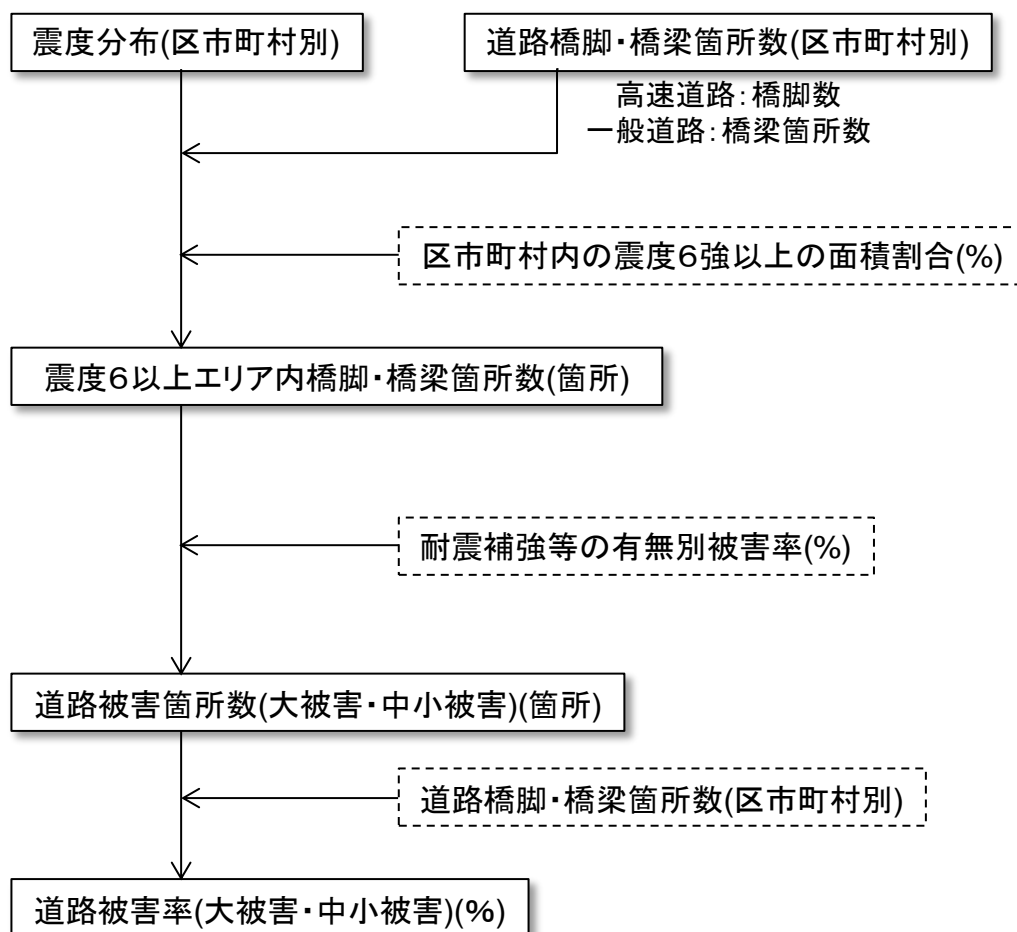 震度分布(区市町村別)
道路橋脚・橋梁箇所数(区市町村別)
高速道路:橋脚数
一般道路:橋梁箇所数
区市町村内の震度6強以上の面積割合(%)
震度6以上エリア内橋脚・橋梁箇所数(箇所)
耐震補強等の有無別被害率(%)
道路被害箇所数(大被害・中小被害)(箇所)
道路橋脚・橋梁箇所数(区市町村別)
道路被害率(大被害・中小被害)(%)